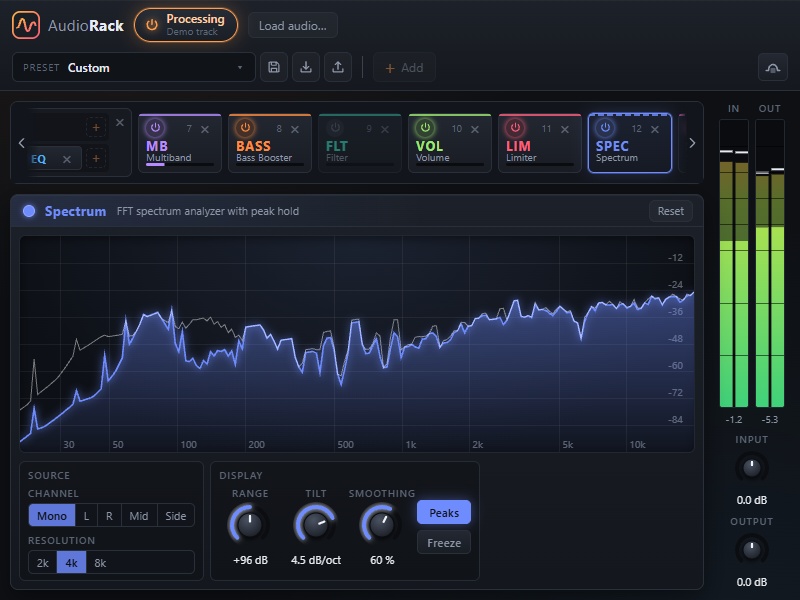 AudioRack
Processing
Demo track
Load audio...
PRESET Custom
+ Add
EQ
7
MB
Multiband
8
BASS
Bass Booster
9
FLT
Filter
10
VOL
Volume
11
LIM
Limiter
12
SPEC
Spectrum
IN OUT
Spectrum FFT spectrum analyzer with peak hold Reset
-12
-24
-36
-48
-60
-72
-84
30 50 100 200 500 1k 2k 5k 10k
-1.2 -5.3
SOURCE
CHANNEL
Mono L R Mid Side
RESOLUTION
2k 4k 8k
DISPLAY
RANGE TILT SMOOTHING
+96 dB 4.5 dB/oct 60 %
Peaks
Freeze
INPUT
0.0 dB
OUTPUT
0.0 dB